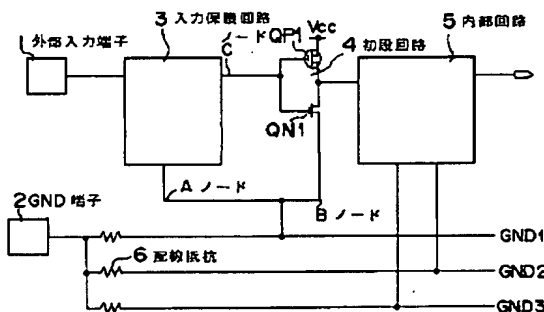 1 外部入力端子
3 入力保護回路
ノード
C
QP1
Vcc
4 初段回路
5 内部回路
QN1
A ノード
B ノード
2 GND 端子
6 配線抵抗
GND1
GND2
GND3